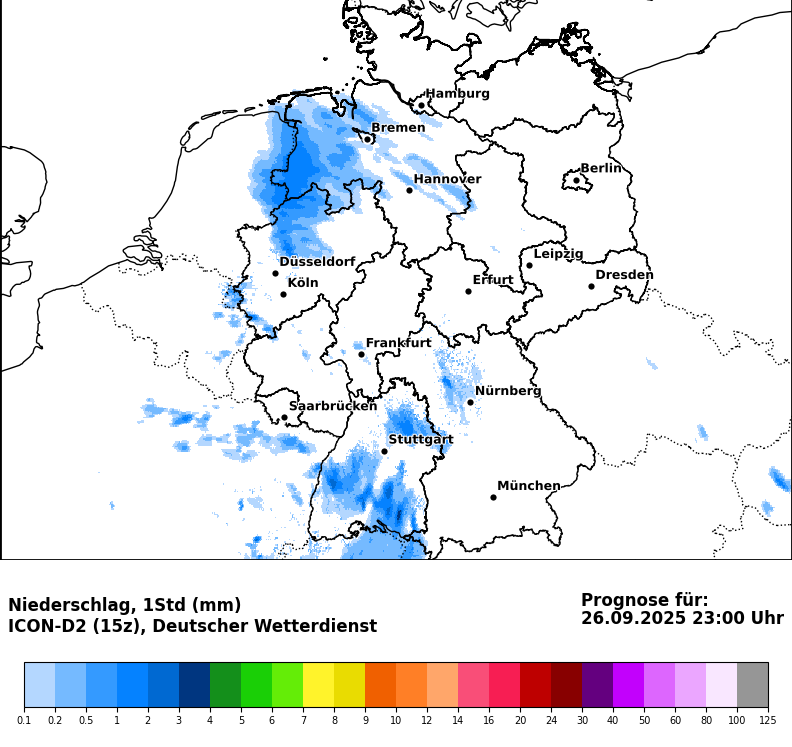 Hamburg
Bremen
Berlin
Hannover
Leipzig
Düsseldorf
Dresden
Köln
Erfurt
Frankfurt
Nürnberg
Saarbrücken
Stuttgart
München
Niederschlag, 1Std (mm)
ICON-D2 (15z), Deutscher Wetterdienst
Prognose für:
26.09.2025 23:00 Uhr
0.1 0.2 0.5 1 2 3 4 5 6 7 8 9 10 12 14 16 20 24 30 40 50 60 80 100 125